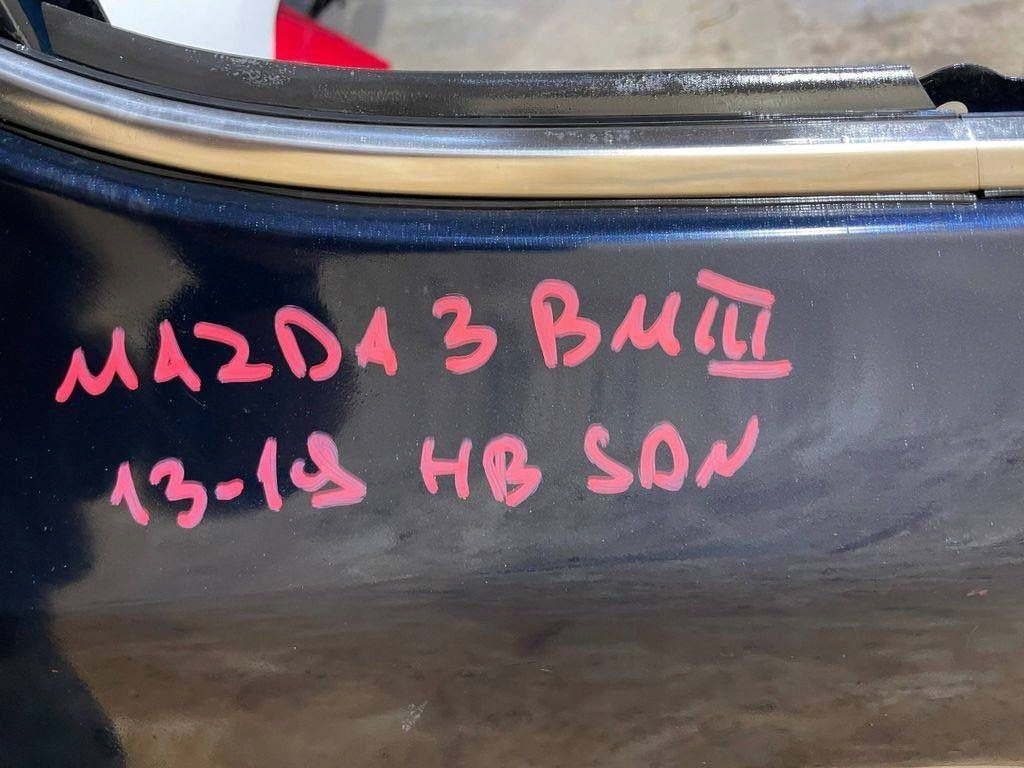 MAZDA 3 BM III
13-19 HB SDN